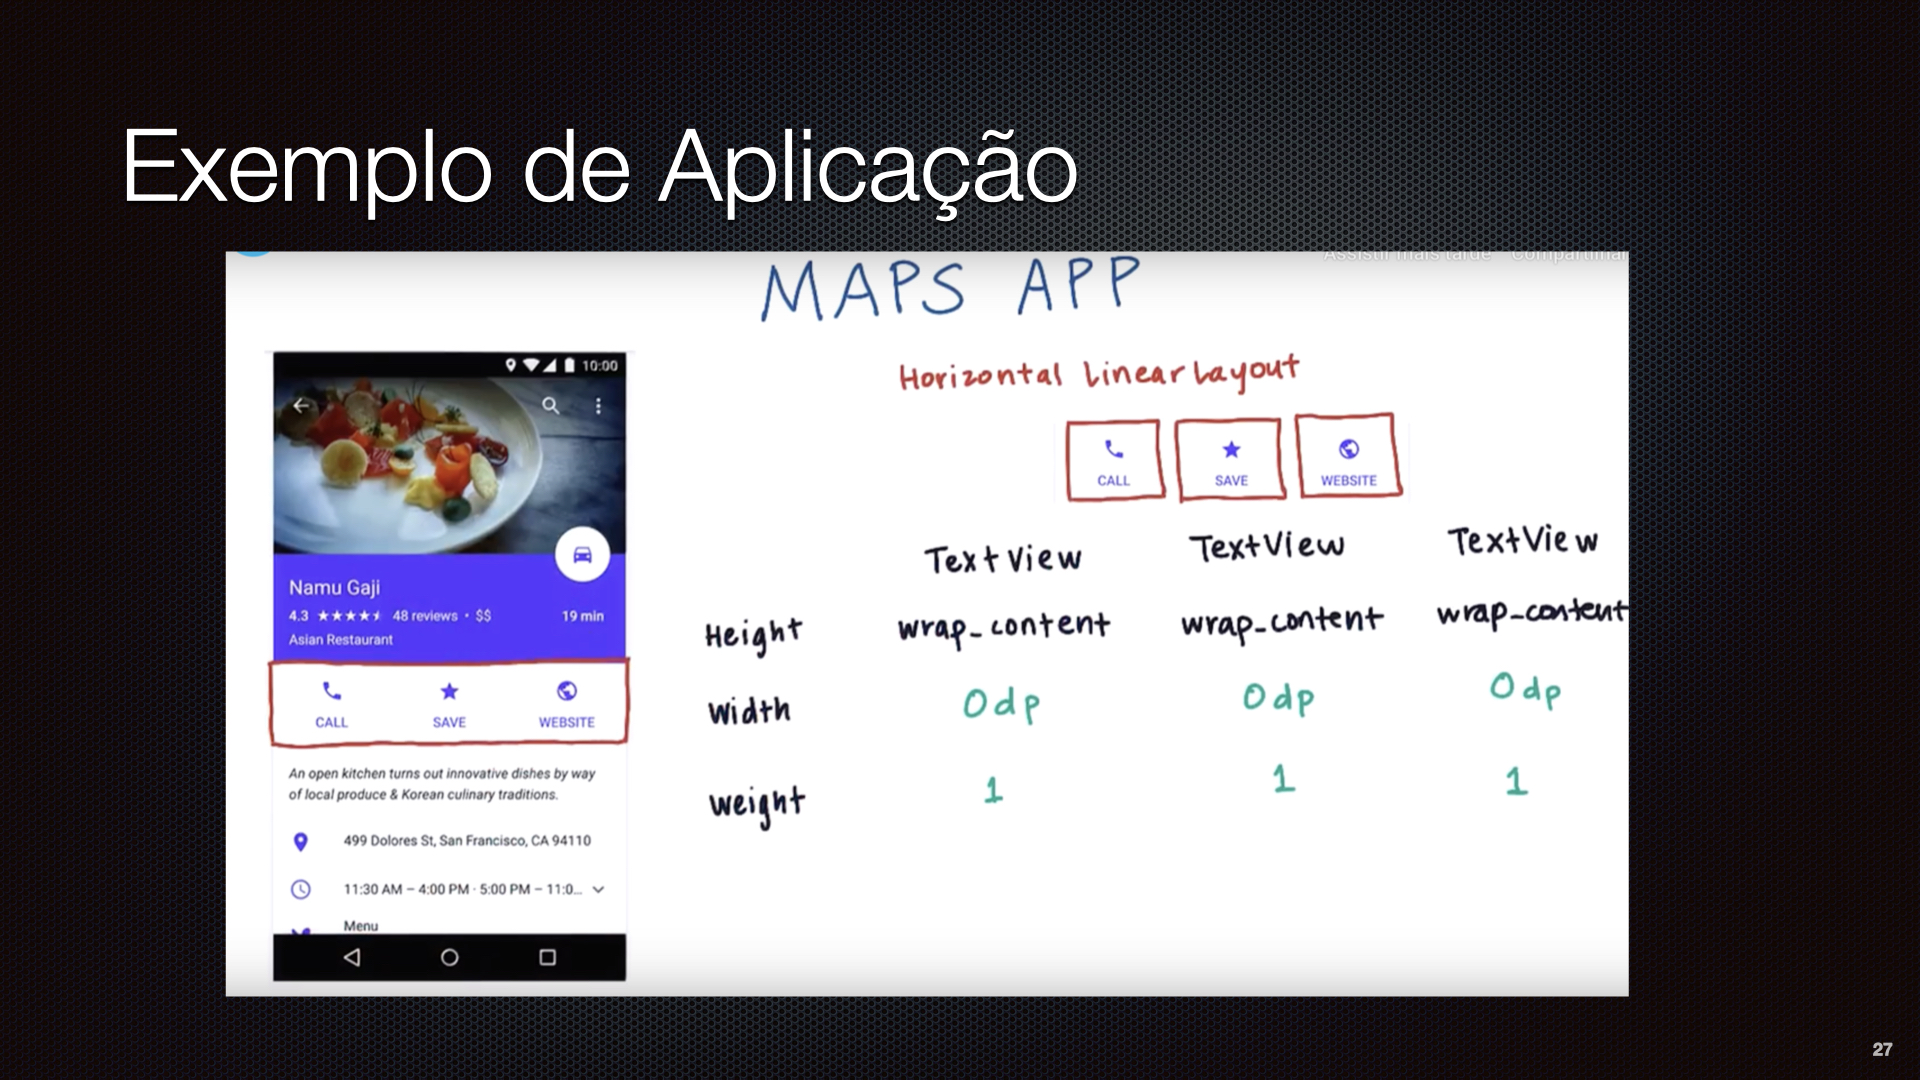 Exemplo de Aplicação
Assistir mais tarde Compartilhar
MAPS APP
10:00
Namu Gaji
4.3 48 reviews • $$ 19 min
Asian Restaurant
CALL SAVE WEBSITE
An open kitchen turns out innovative dishes by way
of local produce & Korean culinary traditions.
499 Dolores St, San Francisco, CA 94110
11:30 AM – 4:00 PM · 5:00 PM – 11:0...
Menu
Horizontal LinearLayout
CALL SAVE WEBSITE
TextView TextView TextView
Height wrap_content wrap_content wrap_content
Width 0dp 0dp 0dp
weight 1 1 1
27